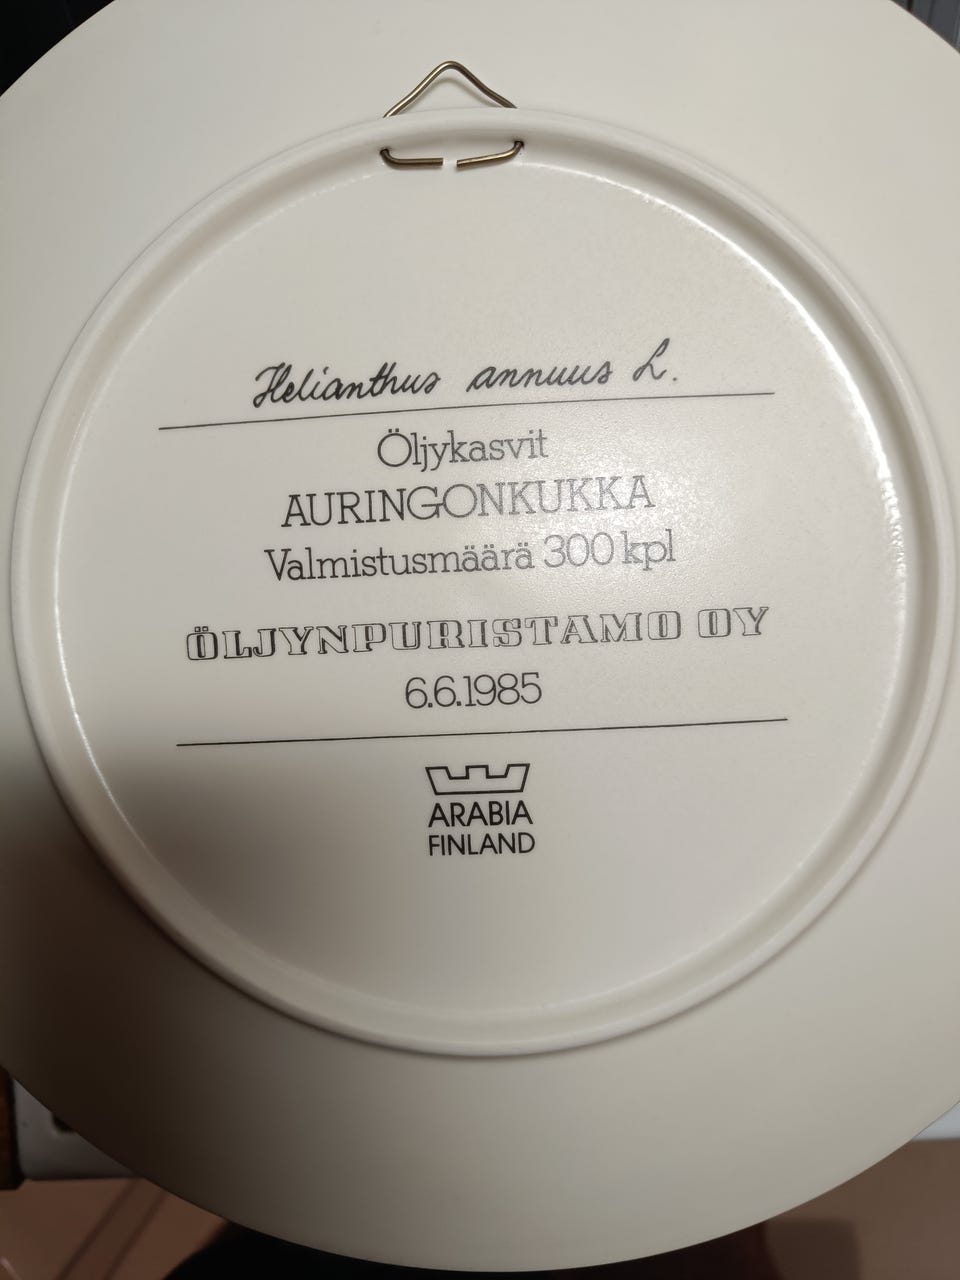 Helianthus annuus L.
Öljykasvit
AURINGONKUKKA
Valmistusmäärä 300 kpl
ÖLJYNPURISTAMO OY
6.6.1985
ARABIA
FINLAND